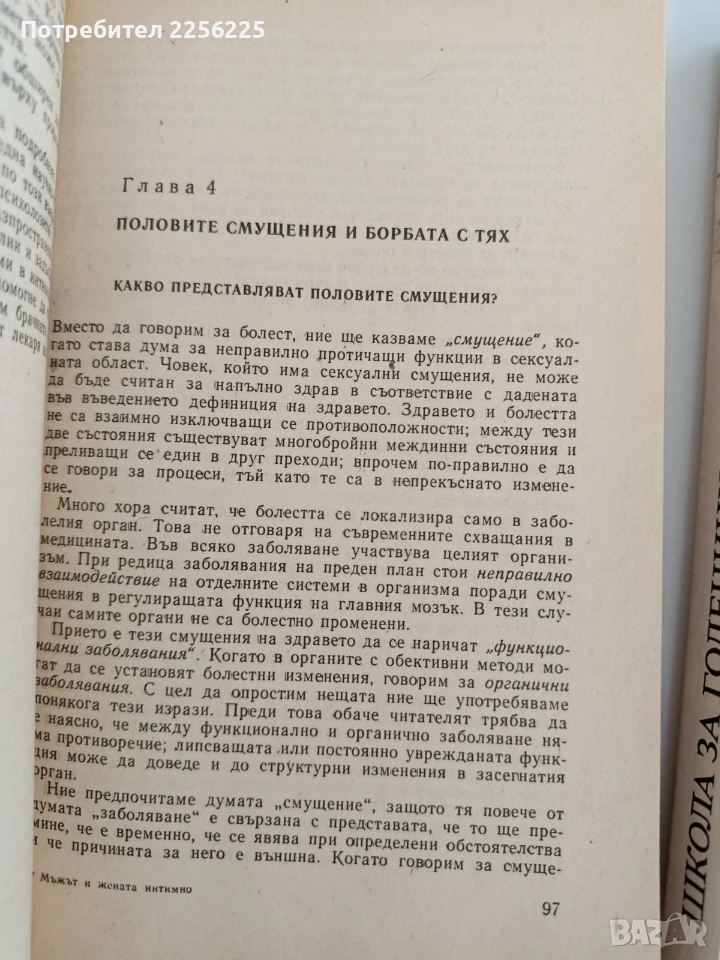 Потребител 2256225
Глава 4
ПОЛОВИТЕ СМУЩЕНИЯ И БОРБАТА С ТЯХ
КАКВО ПРЕДСТАВЛЯВАТ ПОЛОВИТЕ СМУЩЕНИЯ?
Вместо да говорим за болест, ние ще казваме „смущение“, ко-
гато става дума за неправилно протичащи функции в сексуал-
ната област. Човек, който има сексуални смущения, не може
да бъде считан за напълно здрав в съответствие с дадената
във въведението дефиниция на здравето. Здравето и болестта
не са взаимно изключващи се противоположности; между тези
две състояния съществуват многобройни междинни състояния и
преливащи се един в друг преходи; впрочем по-правилно е да
се говори за процеси, тъй като те са в непрекъснато измене-
ние.
Много хора считат, че болестта се локализира само в забо-
лелия орган. Това не отговаря на съвременните схващания в
медицината. Във всяко заболяване участвува целият органи-
зъм. При редица заболявания на преден план стои неправилно
взаимодействие на отделните системи в организма поради сму-
щения в регулиращата функция на главния мозък. В тези слу-
чаи самите органи не са болестно променени.
Прието е тези смущения на здравето да се наричат „функцио-
нални заболявания“. Когато в органите с обективни методи мо-
гат да се установят болестни изменения, говорим за органични
заболявания. С цел да опростим нещата ние ще употребяваме
понякога тези изрази. Преди това обаче читателят трябва да
е наясно, че между функционално и органично заболяване ня-
ма противоречие; липсващата или постоянно увреждана функ-
ция може да доведе и до структурни изменения в засегнатия
орган.
Ние предпочитаме думата „смущение“, защото тя повече от
думата „заболяване“ е свързана с представата, че то ще пре-
мине, че е временно, че се явява при определени обстоятелства
и че причината за него е външна. Когато говорим за смуще-
Мъжът и жената интимно
97
ШКОЛА ЗА
BAZAR
обширен
върху
подробно
една
по този
помогне за
лекаря